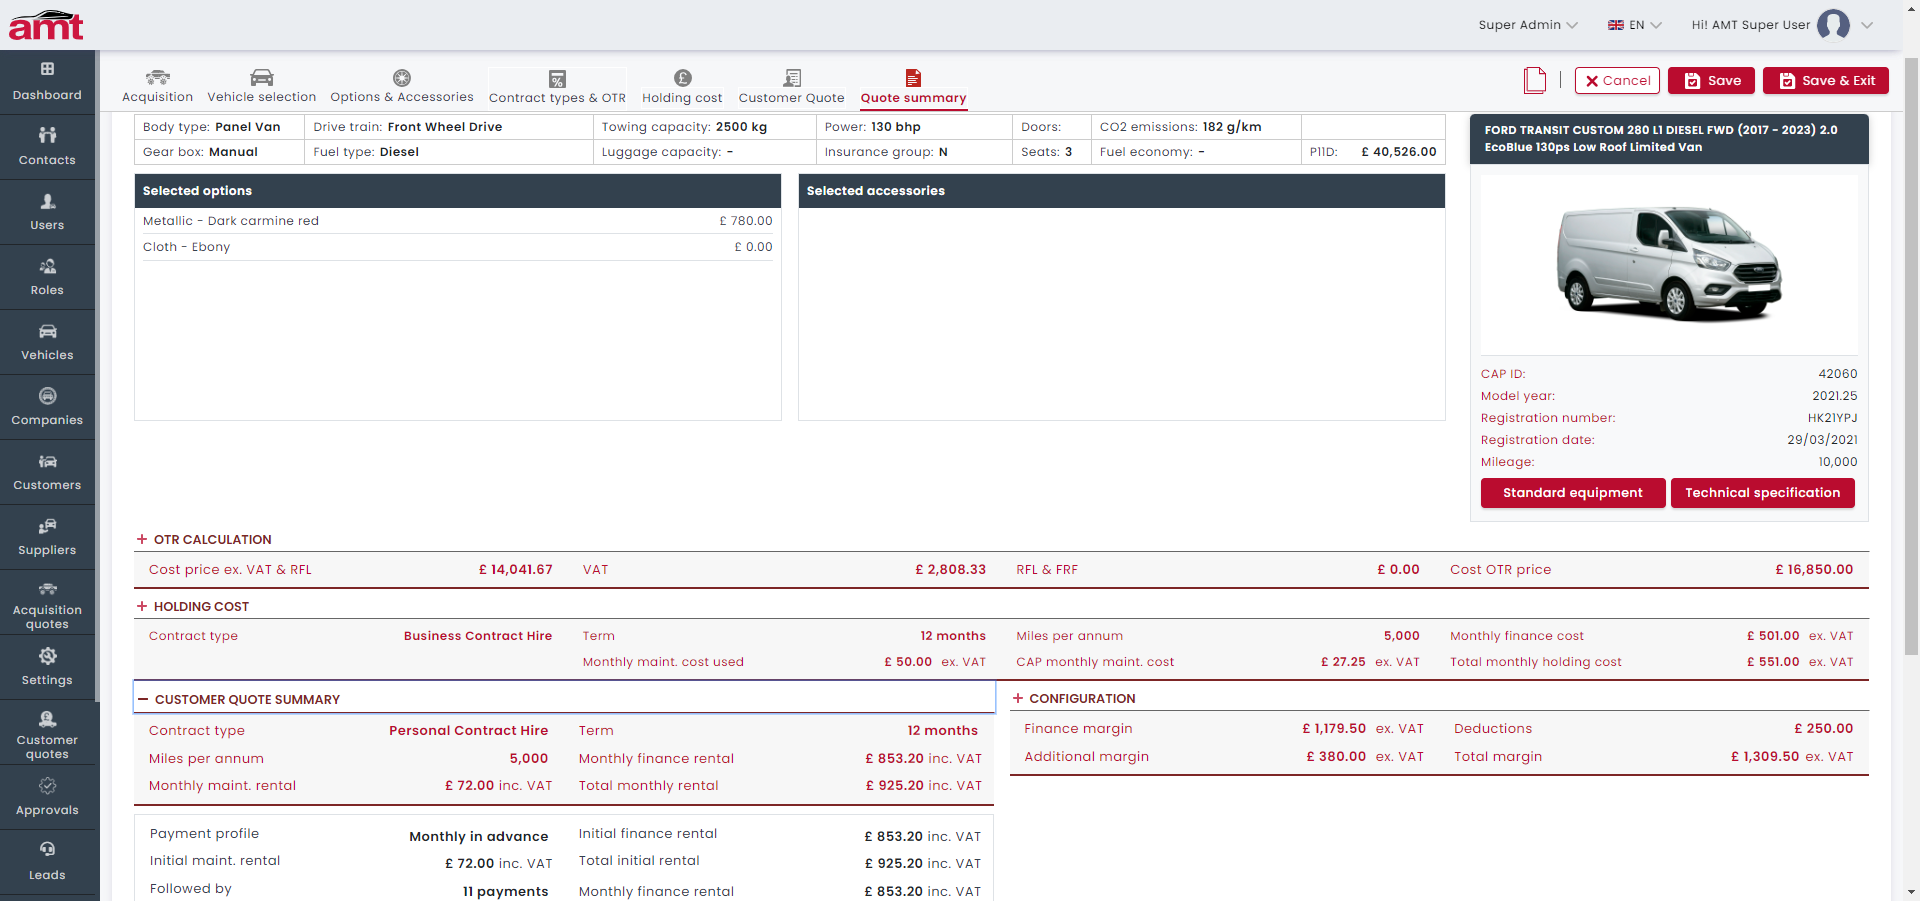 amt
Super Admin
EN
Hi! AMT Super User
Dashboard
Contacts
Users
Roles
Vehicles
Companies
Customers
Suppliers
Acquisition
quotes
Settings
Customer
quotes
Approvals
Leads
Acquisition
Vehicle selection
Options & Accessories
Contract types & OTR
Holding cost
Customer Quote
Quote summary
Cancel
Save
Save & Exit
Body type: Panel Van
Drive train: Front Wheel Drive
Towing capacity: 2500 kg
Power: 130 bhp
Doors:
CO2 emissions: 182 g/km
Gear box: Manual
Fuel type: Diesel
Luggage capacity: -
Insurance group: N
Seats: 3
Fuel economy: -
P11D: £ 40,526.00
Selected options
Metallic - Dark carmine red £ 780.00
Cloth - Ebony £ 0.00
Selected accessories
FORD TRANSIT CUSTOM 280 L1 DIESEL FWD (2017 - 2023) 2.0
EcoBlue 130ps Low Roof Limited Van
CAP ID: 42060
Model year: 2021.25
Registration number: HK21YPJ
Registration date: 29/03/2021
Mileage: 10,000
Standard equipment
Technical specification
+ OTR CALCULATION
Cost price ex. VAT & RFL £ 14,041.67 VAT £ 2,808.33 RFL & FRF £ 0.00 Cost OTR price £ 16,850.00
+ HOLDING COST
Contract type Business Contract Hire Term 12 months Miles per annum 5,000 Monthly finance cost £ 501.00 ex. VAT
Monthly maint. cost used £ 50.00 ex. VAT CAP monthly maint. cost £ 27.25 ex. VAT Total monthly holding cost £ 551.00 ex. VAT
– CUSTOMER QUOTE SUMMARY
Contract type Personal Contract Hire Term 12 months
Miles per annum 5,000 Monthly finance rental £ 853.20 inc. VAT
Monthly maint. rental £ 72.00 inc. VAT Total monthly rental £ 925.20 inc. VAT
+ CONFIGURATION
Finance margin £ 1,179.50 ex. VAT Deductions £ 250.00
Additional margin £ 380.00 ex. VAT Total margin £ 1,309.50 ex. VAT
Payment profile Monthly in advance Initial finance rental £ 853.20 inc. VAT
Initial maint. rental £ 72.00 inc. VAT Total initial rental £ 925.20 inc. VAT
Followed by 11 payments Monthly finance rental £ 853.20 inc. VAT